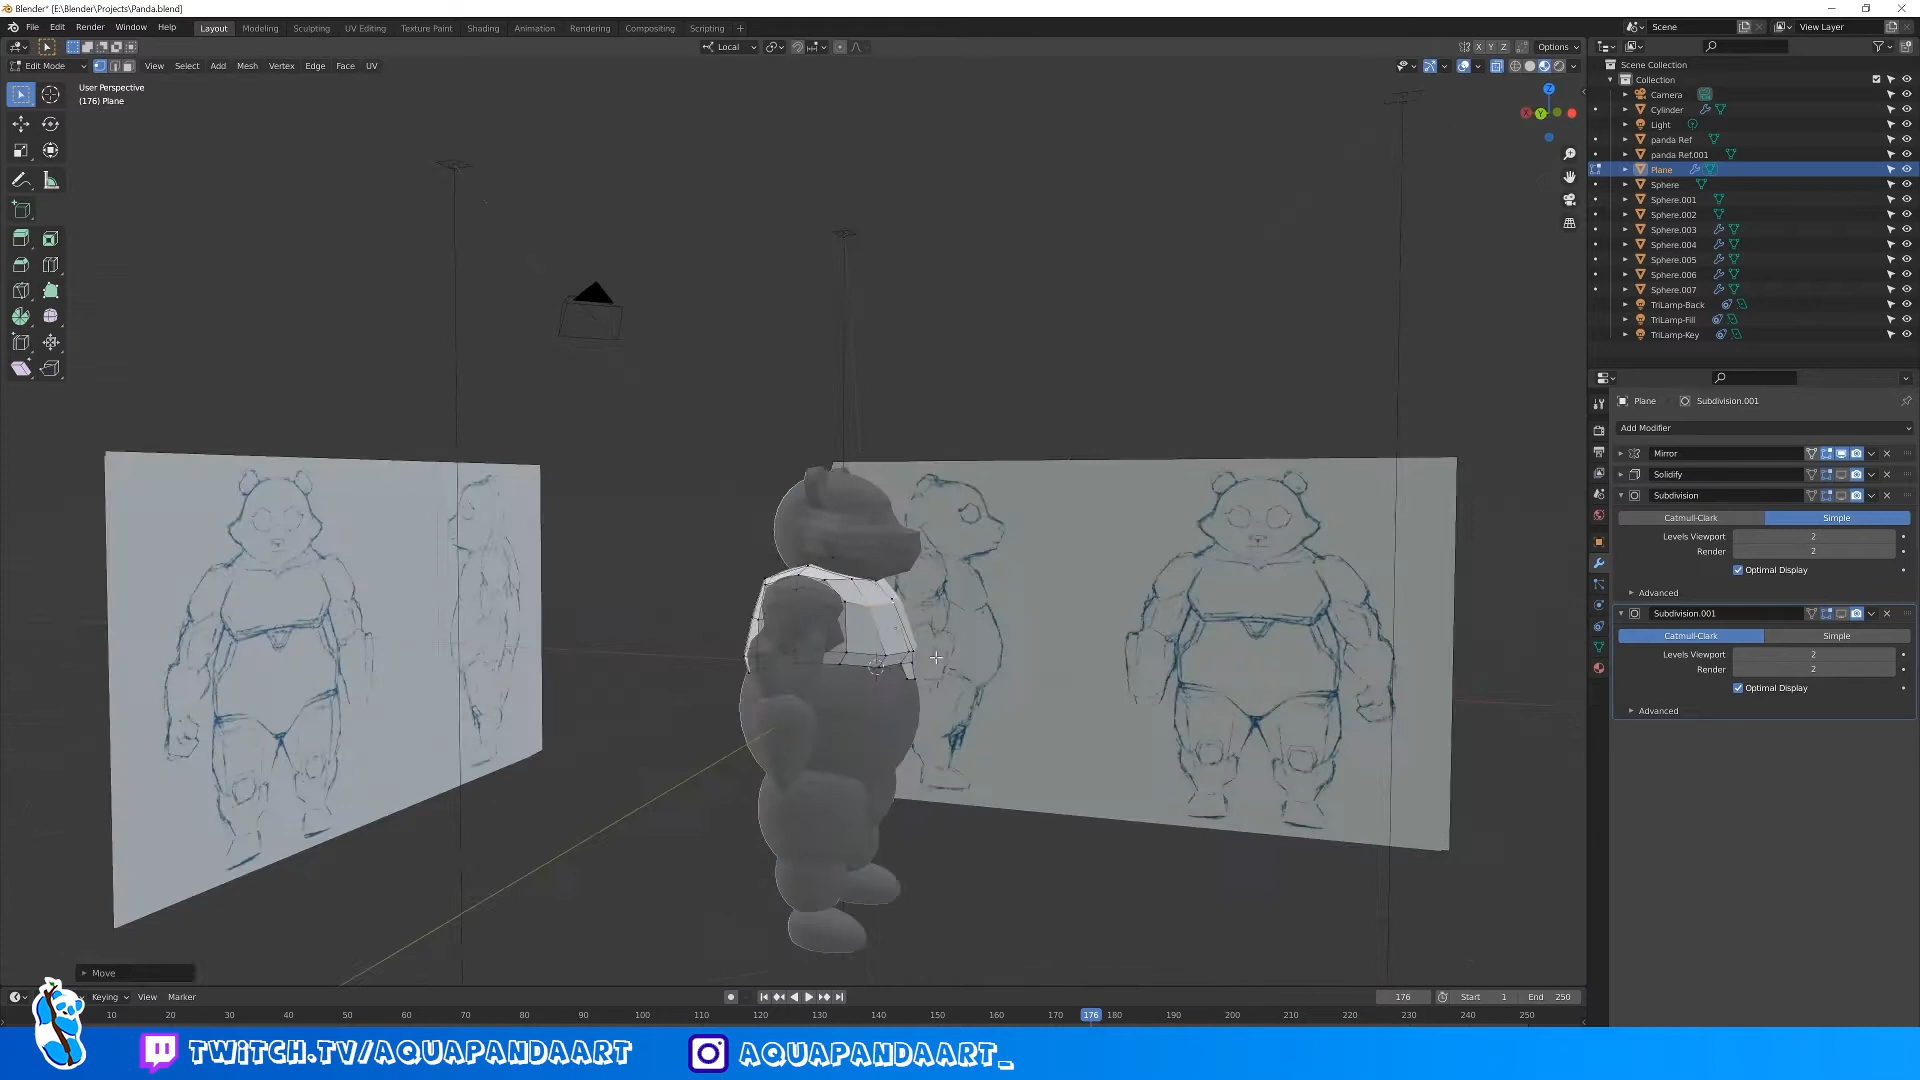 Blender* [E:\Blender\Projects\Panda.blend]
File Edit Render Window Help
Layout Modeling Sculpting UV Editing Texture Paint Shading Animation Rendering Compositing Scripting +
Scene
View Layer
Local
X Y Z
Options
Edit Mode
View Select Add Mesh Vertex Edge Face UV
User Perspective
(176) Plane
Z
Y
X
Scene Collection
Collection
Camera
Cylinder
Light
panda Ref
panda Ref.001
Plane
Sphere
Sphere.001
Sphere.002
Sphere.003
Sphere.004
Sphere.005
Sphere.006
Sphere.007
TriLamp-Back
TriLamp-Fill
TriLamp-Key
Plane Subdivision.001
Add Modifier
Mirror
Solidify
Subdivision
Catmull-Clark Simple
Levels Viewport 2
Render 2
Optimal Display
Advanced
Subdivision.001
Catmull-Clark Simple
Levels Viewport 2
Render 2
Optimal Display
Advanced
Move
Keying View Marker
176 Start 1 End 250
10 20 30 40 50 60 70 80 90 100 110 120 130 140 150 160 170 176 180 190 200 210 220 230 240 250
TWITCH.TV/AQUAPANDAART
AQUAPANDAART_